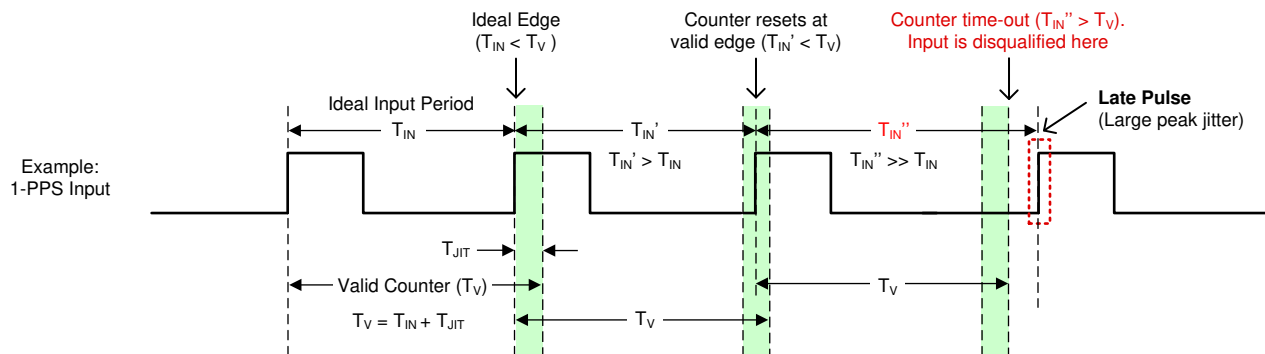 Ideal Edge
(T_IN < T_V )
Counter resets at
valid edge (T_IN' < T_V)
Counter time-out (T_IN'' > T_V).
Input is disqualified here
Late Pulse
(Large peak jitter)
Ideal Input Period
T_IN
T_IN'
T_IN''
T_IN' > T_IN
T_IN'' >> T_IN
Example:
1-PPS Input
T_JIT
Valid Counter (T_V)
T_V
T_V = T_IN + T_JIT
T_V